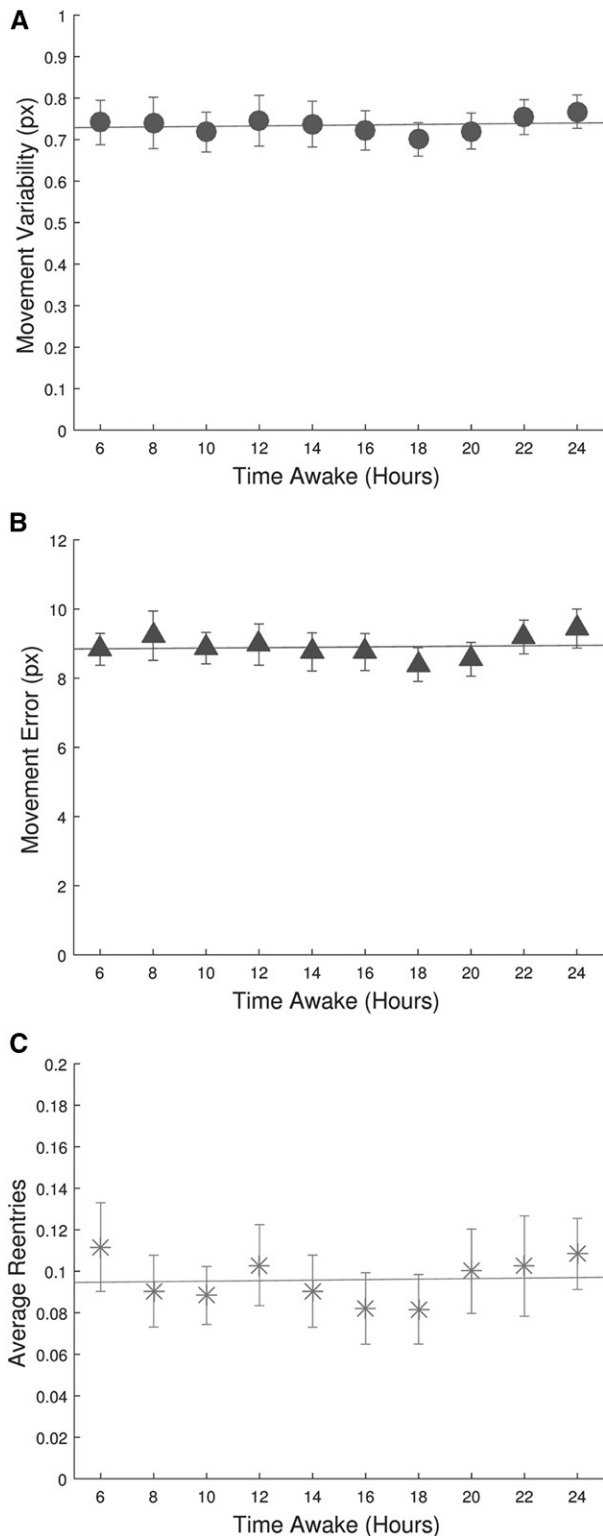 A
1
0.9
0.8
0.7
0.6
0.5
0.4
0.3
0.2
0.1
0
Movement Variability (px)
6 8 10 12 14 16 18 20 22 24
Time Awake (Hours)
B
12
10
8
6
4
2
0
Movement Error (px)
6 8 10 12 14 16 18 20 22 24
Time Awake (Hours)
C
0.2
0.18
0.16
0.14
0.12
0.1
0.08
0.06
0.04
0.02
0
Average Reentries
6 8 10 12 14 16 18 20 22 24
Time Awake (Hours)